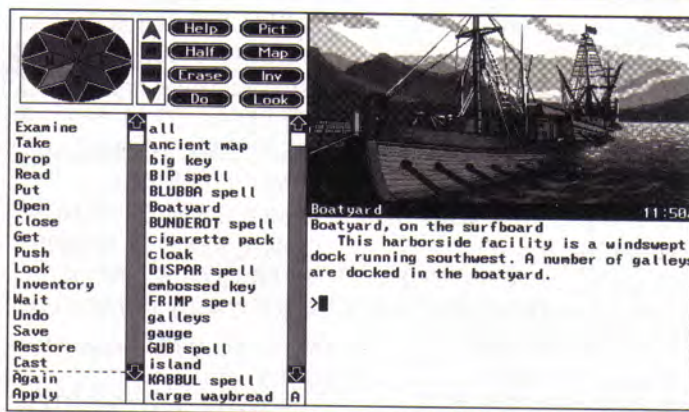 Help Pict
Half Map
Erase Inv
Do Look
Examine
Take
Drop
Read
Put
Open
Close
Get
Push
Look
Inventory
Wait
Undo
Save
Restore
Cast
Again
Apply
all
ancient map
big key
BIP spell
BLUBBA spell
Boatyard
BUNDEROT spell
cigarette pack
cloak
DISPAR spell
embossed key
FRIMP spell
galleys
gauge
GUB spell
island
KABBUL spell
large waybread
A
Boatyard 11:50
Boatyard, on the surfboard
This harborside facility is a windswept
dock running southwest. A number of galleys
are docked in the boatyard.
>